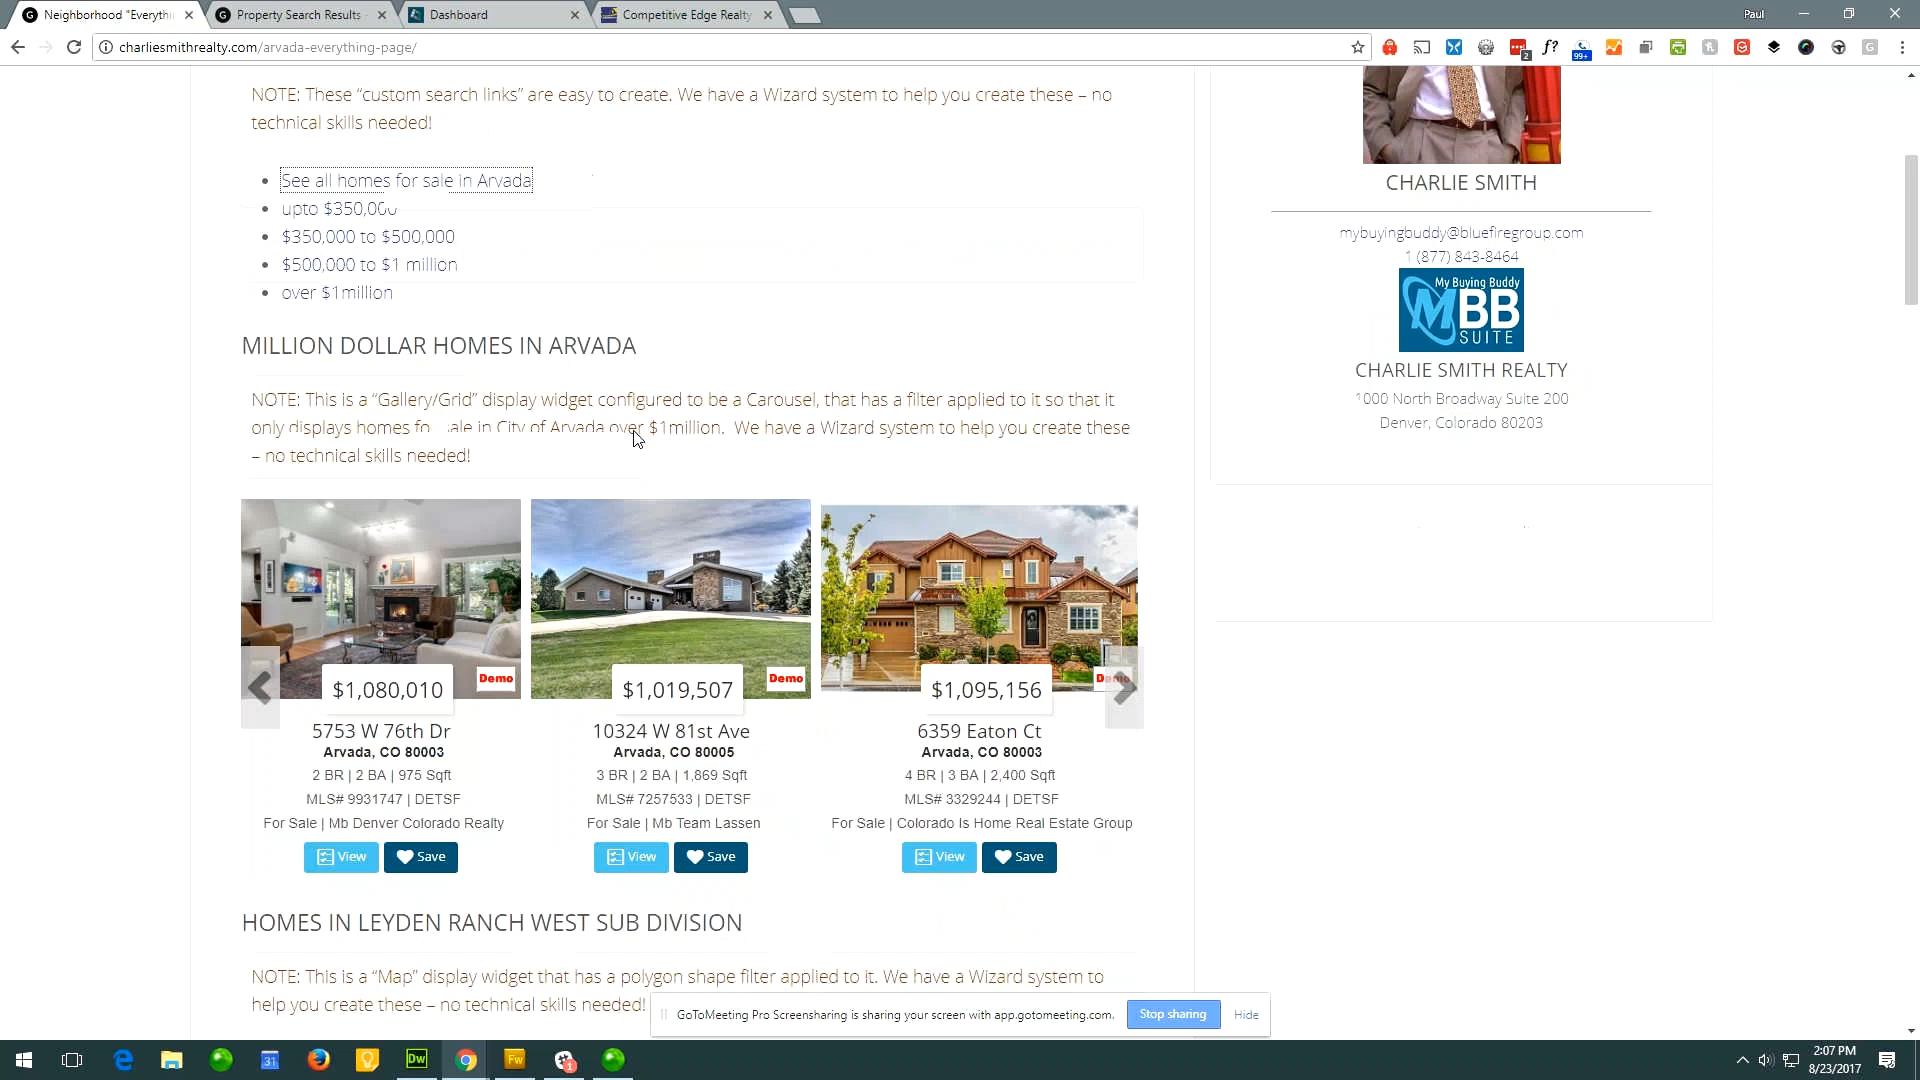 Neighborhood "Everythi
Property Search Results
Dashboard
Competitive Edge Realty
Paul
charliesmithrealty.com/arvada-everything-page/
2
f?
99+
G
NOTE: These “custom search links” are easy to create. We have a Wizard system to help you create these – no
technical skills needed!
See all homes for sale in Arvada
upto $350,000
$350,000 to $500,000
$500,000 to $1 million
over $1million
MILLION DOLLAR HOMES IN ARVADA
NOTE: This is a “Gallery/Grid” display widget configured to be a Carousel, that has a filter applied to it so that it
only displays homes fo sale in City of Arvada over $1million. We have a Wizard system to help you create these
– no technical skills needed!
Demo
Demo
Demo
$1,080,010
$1,019,507
$1,095,156
5753 W 76th Dr
10324 W 81st Ave
6359 Eaton Ct
Arvada, CO 80003
Arvada, CO 80005
Arvada, CO 80003
2 BR | 2 BA | 975 Sqft
3 BR | 2 BA | 1,869 Sqft
4 BR | 3 BA | 2,400 Sqft
MLS# 9931747 | DETSF
MLS# 7257533 | DETSF
MLS# 3329244 | DETSF
For Sale | Mb Denver Colorado Realty
For Sale | Mb Team Lassen
For Sale | Colorado Is Home Real Estate Group
View
Save
View
Save
View
Save
HOMES IN LEYDEN RANCH WEST SUB DIVISION
NOTE: This is a “Map” display widget that has a polygon shape filter applied to it. We have a Wizard system to
help you create these – no technical skills needed!
CHARLIE SMITH
mybuyingbuddy@bluefiregroup.com
1 (877) 843-8464
My Buying Buddy
MBB
SUITE
CHARLIE SMITH REALTY
1000 North Broadway Suite 200
Denver, Colorado 80203
GoToMeeting Pro Screensharing is sharing your screen with app.gotomeeting.com.
Stop sharing
Hide
31
Dw
Fw
1
2:07 PM
8/23/2017